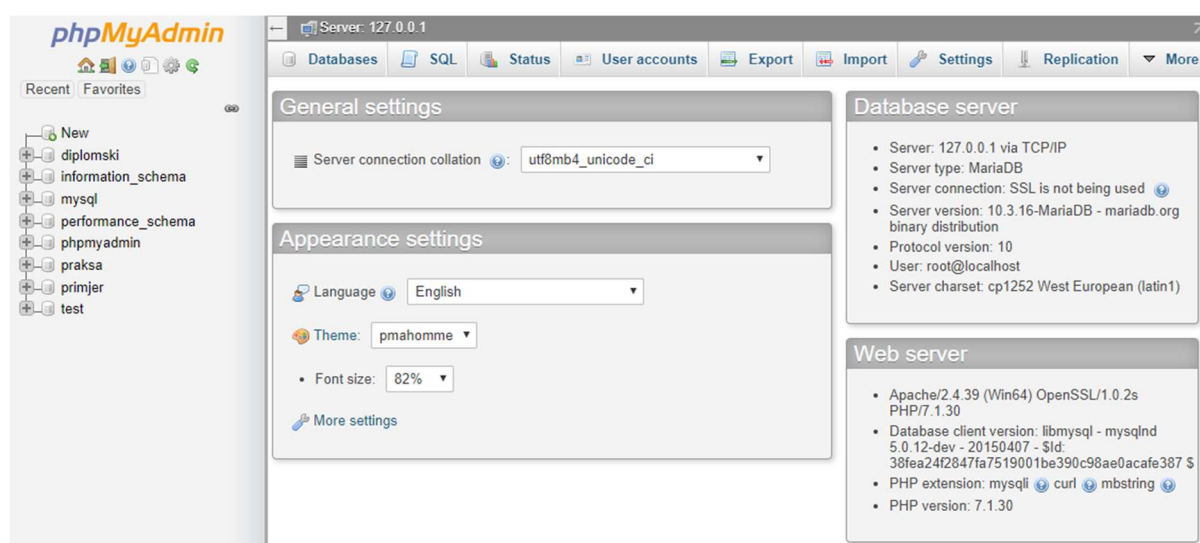 phpMyAdmin
Recent Favorites
New
diplomski
information_schema
mysql
performance_schema
phpmyadmin
praksa
primjer
test
Server: 127.0.0.1
Databases SQL Status User accounts Export Import Settings Replication More
General settings
Server connection collation : utf8mb4_unicode_ci
Appearance settings
Language English
Theme: pmahomme
• Font size: 82%
More settings
Database server
• Server: 127.0.0.1 via TCP/IP
• Server type: MariaDB
• Server connection: SSL is not being used
• Server version: 10.3.16-MariaDB - mariadb.org
binary distribution
• Protocol version: 10
• User: root@localhost
• Server charset: cp1252 West European (latin1)
Web server
• Apache/2.4.39 (Win64) OpenSSL/1.0.2s
PHP/7.1.30
• Database client version: libmysql - mysqlnd
5.0.12-dev - 20150407 - $Id:
38fea24f2847fa7519001be390c98ae0acafe387 $
• PHP extension: mysqli curl mbstring
• PHP version: 7.1.30